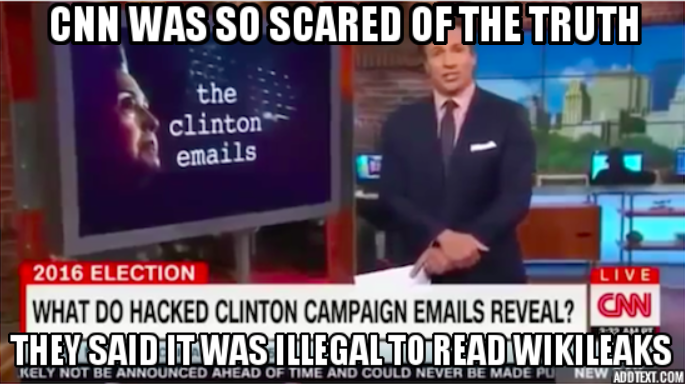 CNN WAS SO SCARED OF THE TRUTH
the
clinton
emails
2016 ELECTION
LIVE
WHAT DO HACKED CLINTON CAMPAIGN EMAILS REVEAL?
CNN
THEY SAID IT WAS ILLEGAL TO READ WIKILEAKS
KELY NOT BE ANNOUNCED AHEAD OF TIME AND COULD NEVER BE MADE PU
NEW
ADDTEXT.COM